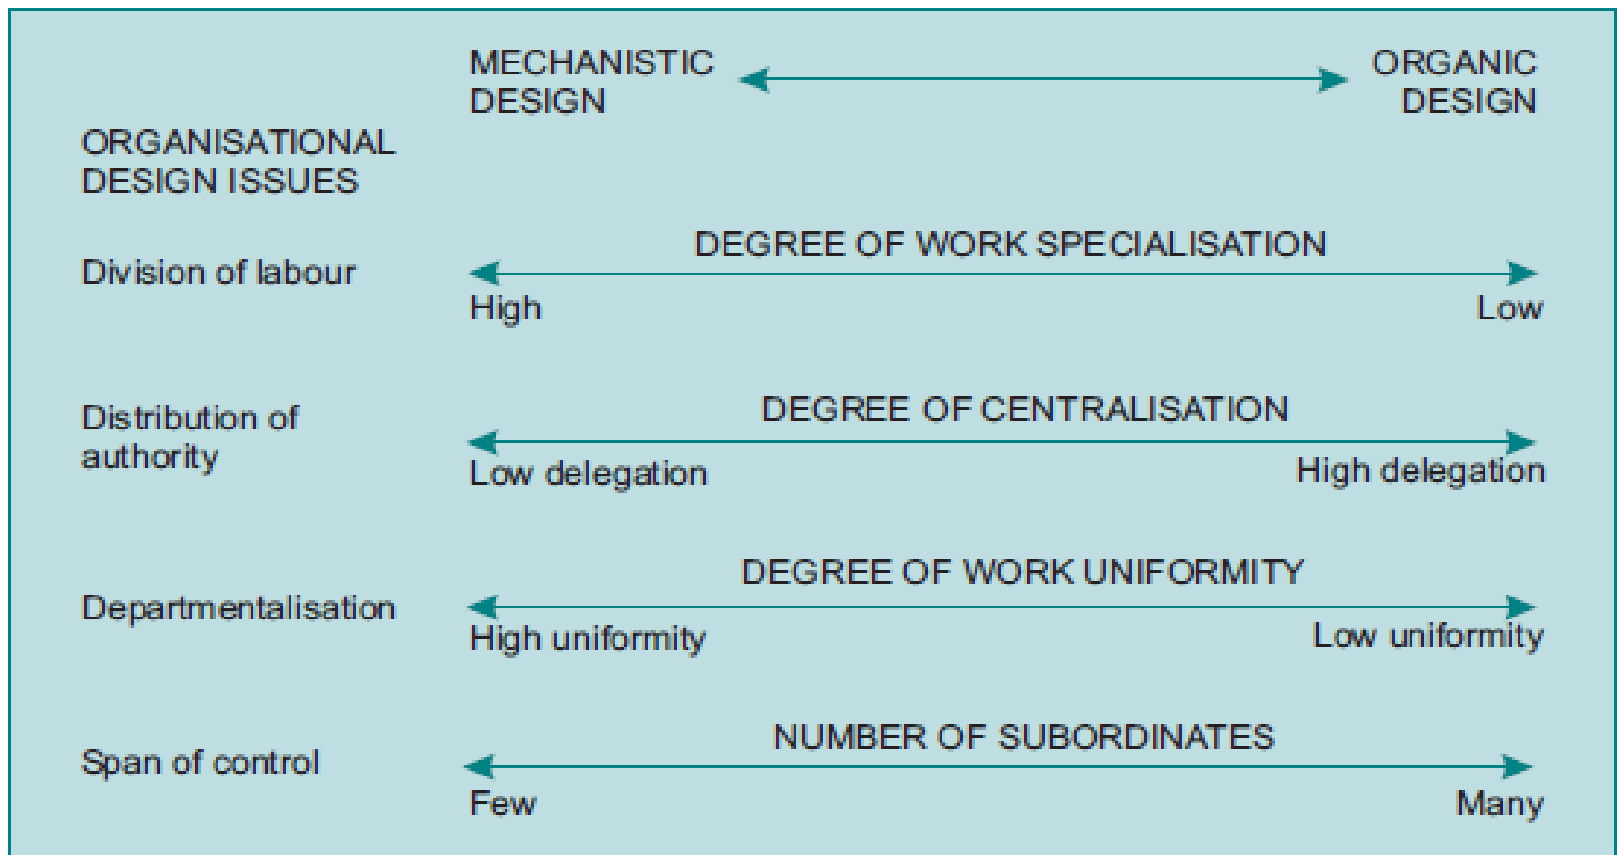 MECHANISTIC
DESIGN
ORGANIC
DESIGN
ORGANISATIONAL
DESIGN ISSUES
DEGREE OF WORK SPECIALISATION
Division of labour
High
Low
DEGREE OF CENTRALISATION
Distribution of
authority
Low delegation
High delegation
DEGREE OF WORK UNIFORMITY
Departmentalisation
High uniformity
Low uniformity
NUMBER OF SUBORDINATES
Span of control
Few
Many